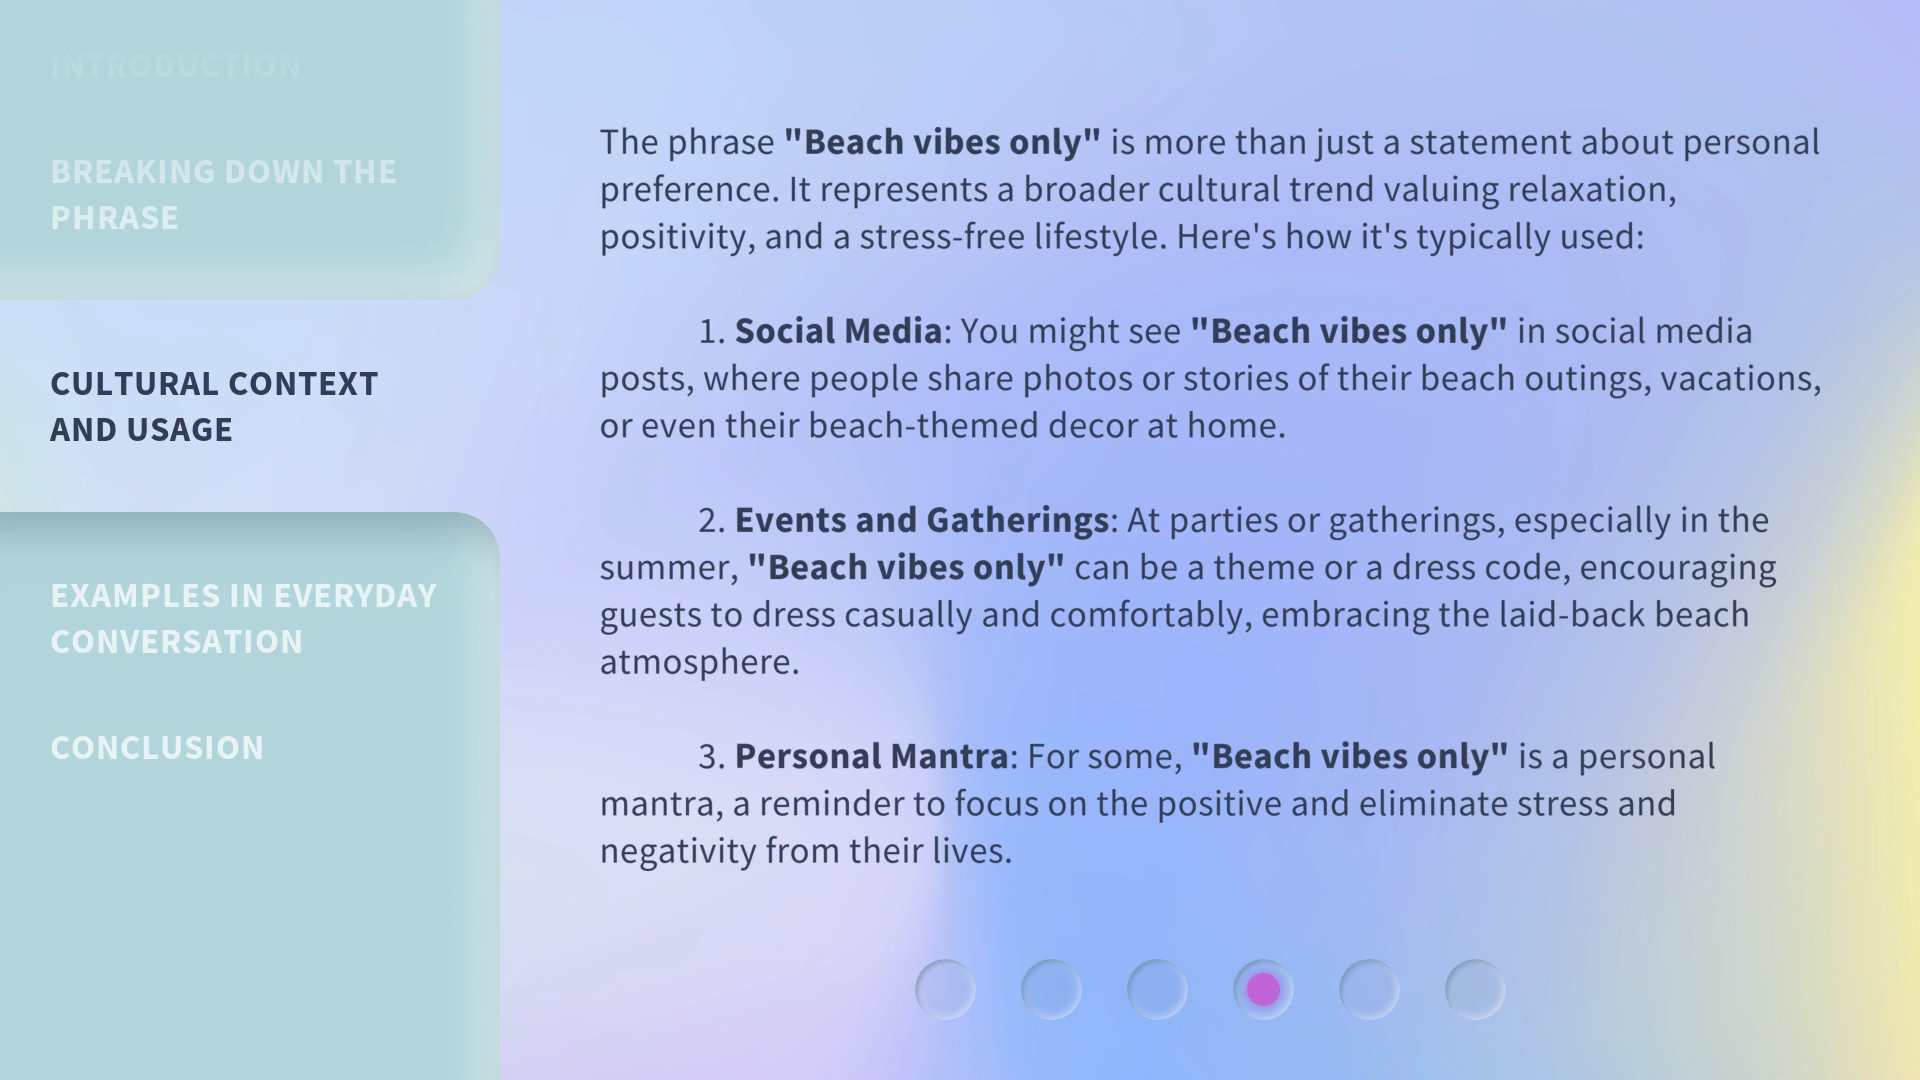 INTRODUCTION
BREAKING DOWN THE
PHRASE
CULTURAL CONTEXT
AND USAGE
EXAMPLES IN EVERYDAY
CONVERSATION
CONCLUSION
The phrase "Beach vibes only" is more than just a statement about personal
preference. It represents a broader cultural trend valuing relaxation,
positivity, and a stress-free lifestyle. Here's how it's typically used:
1. Social Media: You might see "Beach vibes only" in social media
posts, where people share photos or stories of their beach outings, vacations,
or even their beach-themed decor at home.
2. Events and Gatherings: At parties or gatherings, especially in the
summer, "Beach vibes only" can be a theme or a dress code, encouraging
guests to dress casually and comfortably, embracing the laid-back beach
atmosphere.
3. Personal Mantra: For some, "Beach vibes only" is a personal
mantra, a reminder to focus on the positive and eliminate stress and
negativity from their lives.